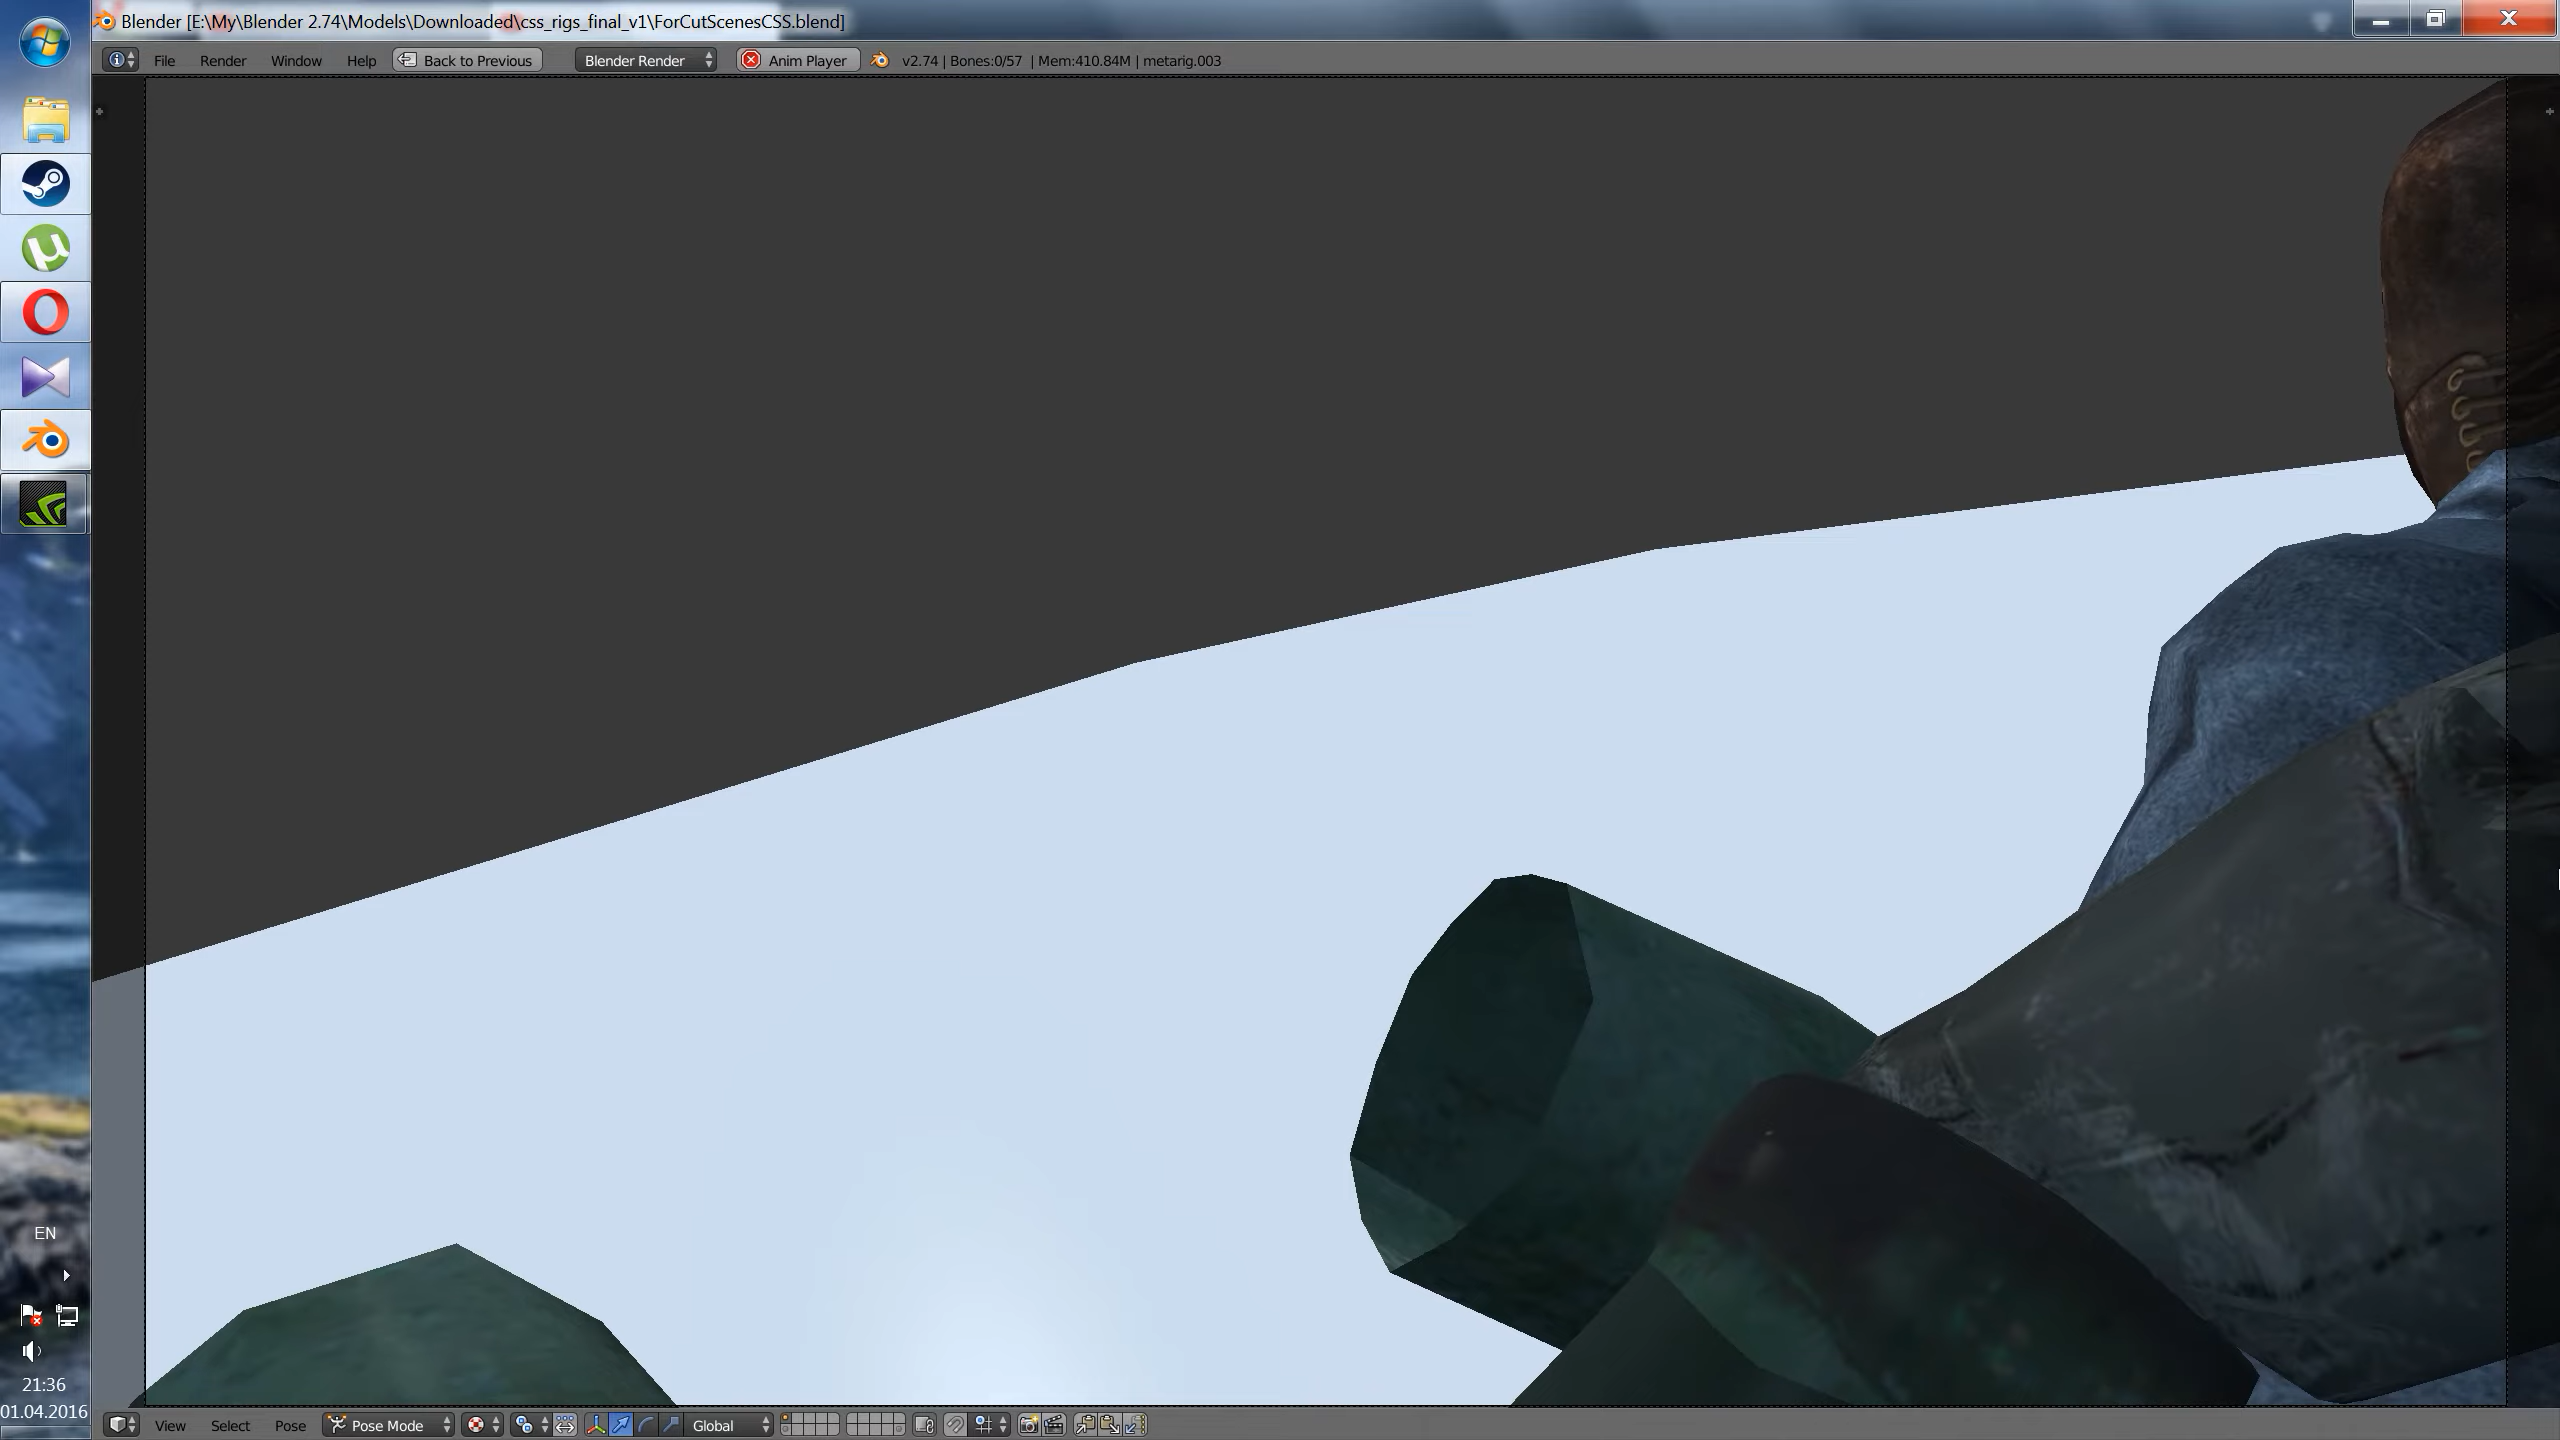 Blender [E:\My\Blender 2.74\Models\Downloaded\css_rigs_final_v1\ForCutScenesCSS.blend]
File Render Window Help Back to Previous Blender Render Anim Player v2.74 | Bones:0/57 | Mem:410.84M | metarig.003
EN
21:36
01.04.2016
View Select Pose Pose Mode Global